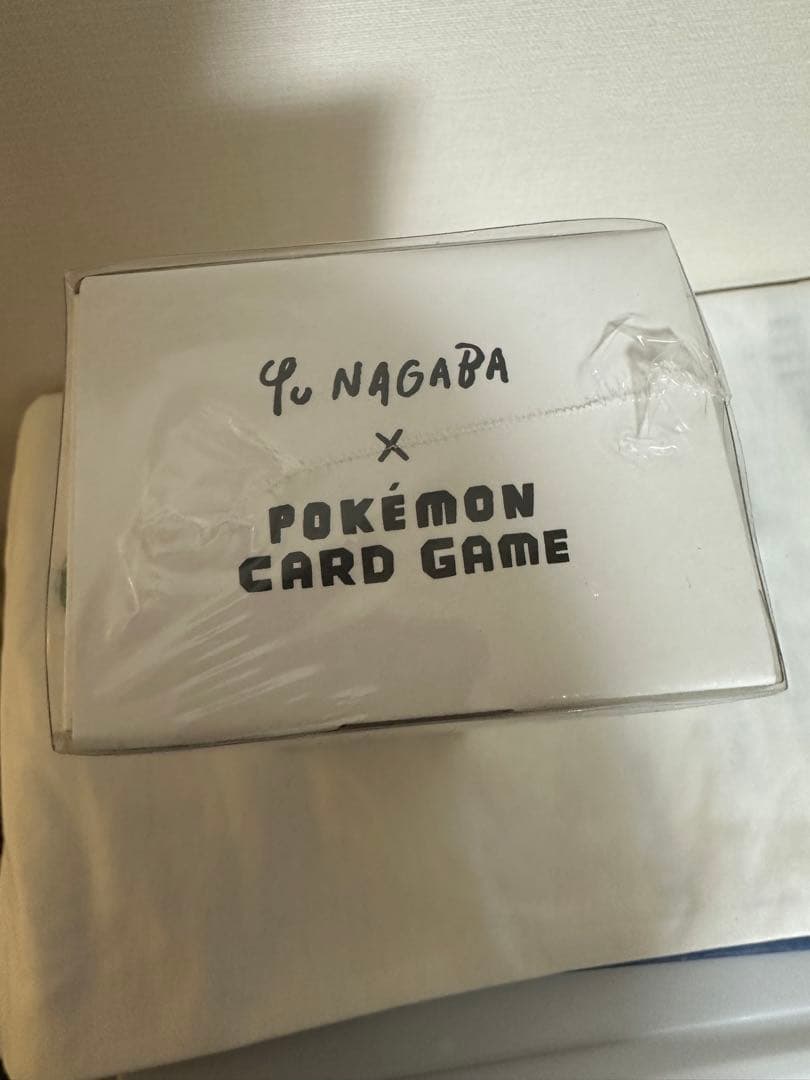 Yu NAGABA
×
POKÉMON
CARD GAME